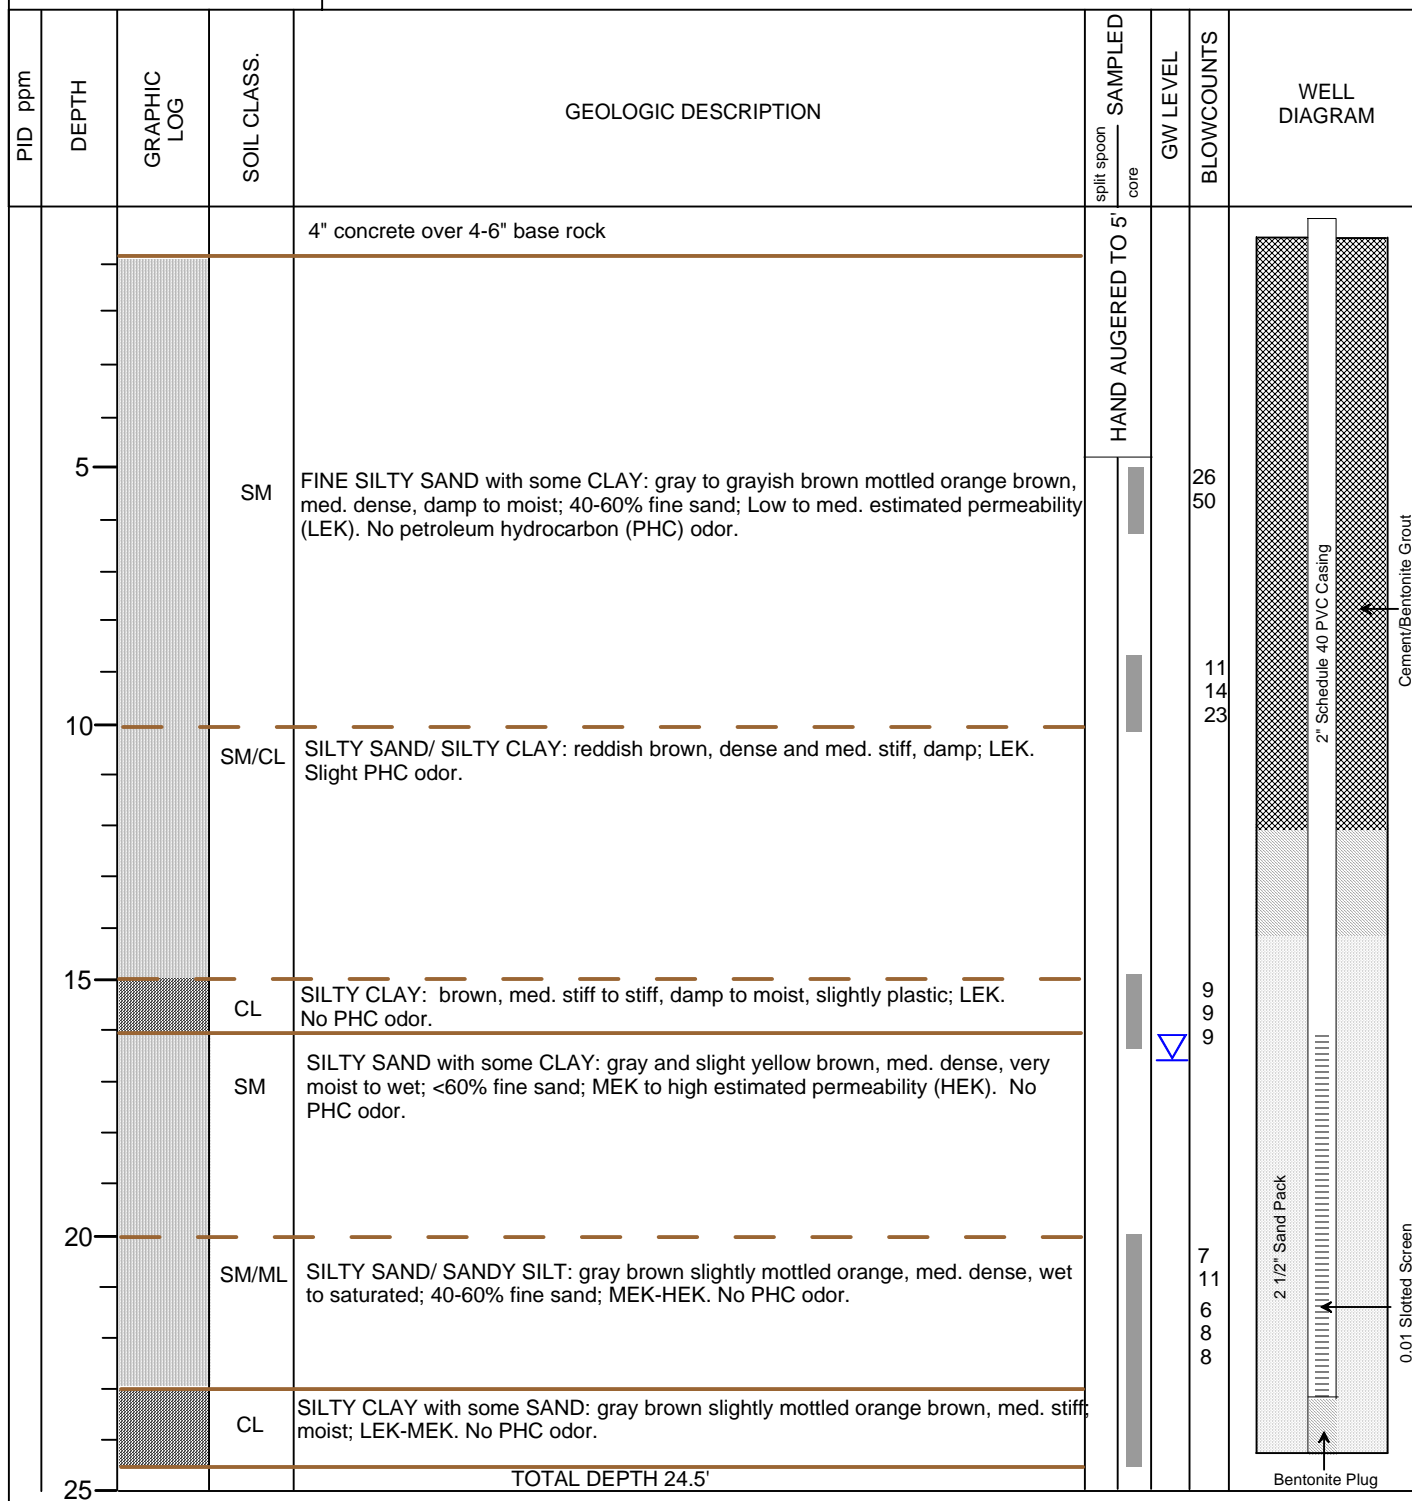 PID ppm
DEPTH
GRAPHIC
LOG
SOIL CLASS.
GEOLOGIC DESCRIPTION
split spoon
core
SAMPLED
GW LEVEL
BLOWCOUNTS
WELL
DIAGRAM
4" concrete over 4-6" base rock
HAND AUGERED TO 5'
5
SM
FINE SILTY SAND with some CLAY: gray to grayish brown mottled orange brown,
med. dense, damp to moist; 40-60% fine sand; Low to med. estimated permeability
(LEK). No petroleum hydrocarbon (PHC) odor.
26
50
2" Schedule 40 PVC Casing
Cement/Bentonite Grout
11
14
23
10
SM/CL
SILTY SAND/ SILTY CLAY: reddish brown, dense and med. stiff, damp; LEK.
Slight PHC odor.
15
CL
SILTY CLAY: brown, med. stiff to stiff, damp to moist, slightly plastic; LEK.
No PHC odor.
9
9
9
SM
SILTY SAND with some CLAY: gray and slight yellow brown, med. dense, very
moist to wet; <60% fine sand; MEK to high estimated permeability (HEK). No
PHC odor.
20
SM/ML
SILTY SAND/ SANDY SILT: gray brown slightly mottled orange, med. dense, wet
to saturated; 40-60% fine sand; MEK-HEK. No PHC odor.
7
11
6
8
8
2 1/2" Sand Pack
0.01 Slotted Screen
CL
SILTY CLAY with some SAND: gray brown slightly mottled orange brown, med. stiff;
moist; LEK-MEK. No PHC odor.
TOTAL DEPTH 24.5'
25
Bentonite Plug